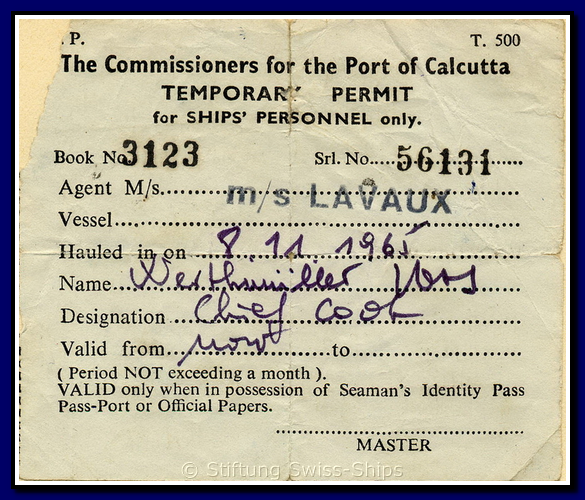 P. T. 500
The Commissioners for the Port of Calcutta
TEMPORARY PERMIT
for SHIPS' PERSONNEL only.
Book No 3123 Srl. No.... 56131
Agent M/s.
m/s LAVAUX
Vessel
Hauled in on 8 11 1965
Name Werthmüller
Designation Chief Cook
Valid from now to
( Period NOT exceeding a month ).
VALID only when in possession of Seaman's Identity Pass
Pass-Port or Official Papers.
MASTER
© Stiftung Swiss-Ships